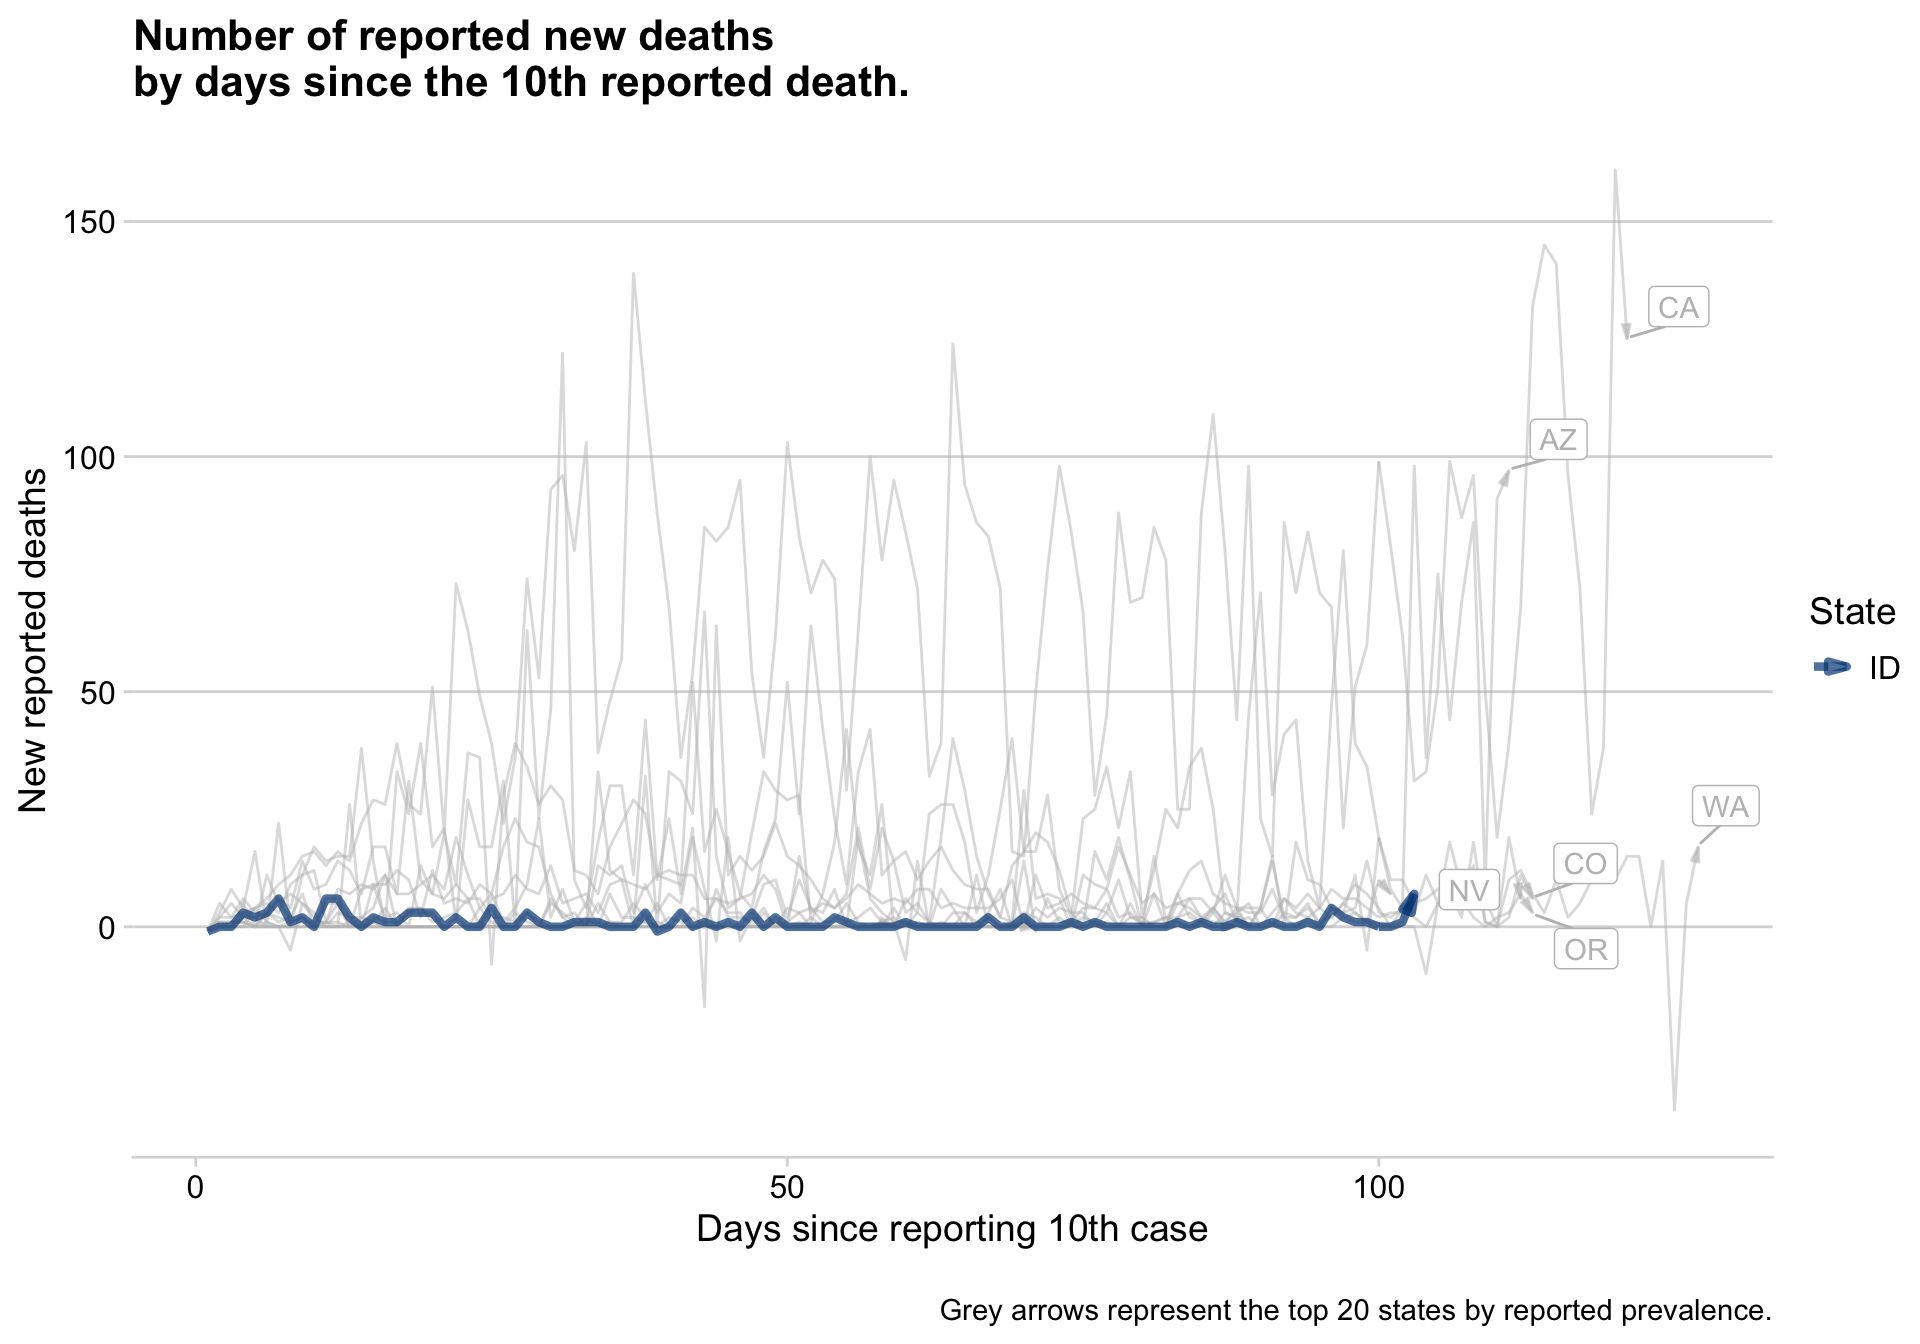 Number of reported new deaths
by days since the 10th reported death.
New reported deaths
150
100
50
0
CA
AZ
WA
CO
NV
OR
State
ID
0
50
100
Days since reporting 10th case
Grey arrows represent the top 20 states by reported prevalence.